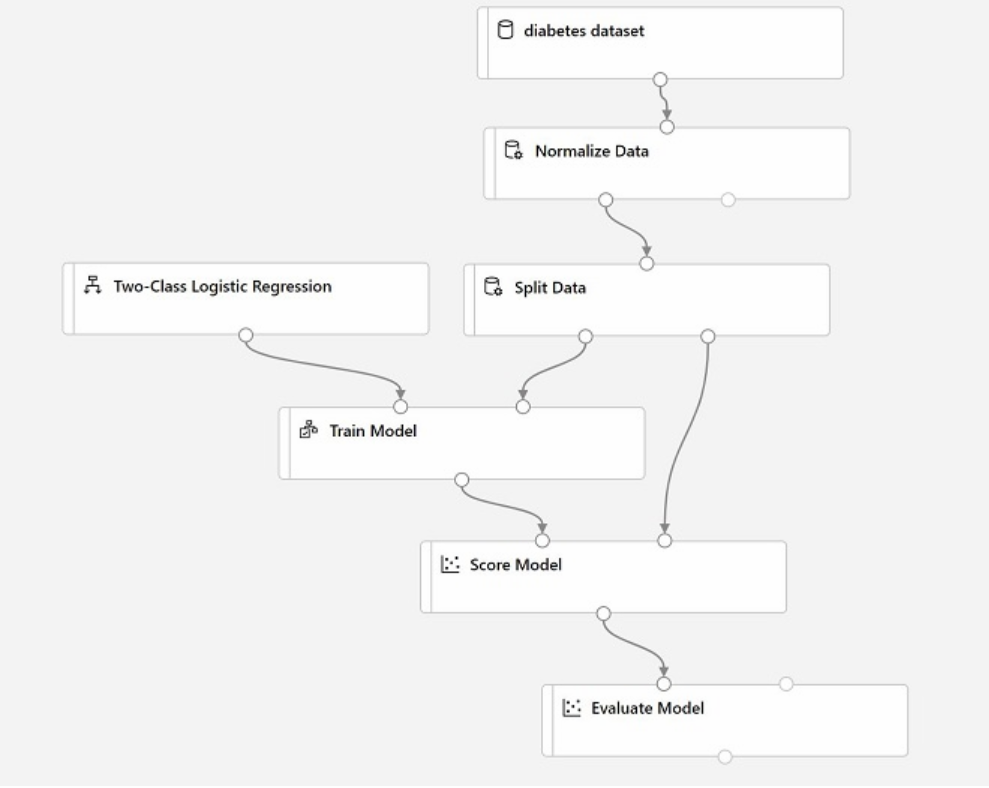 diabetes dataset
Normalize Data
Two-Class Logistic Regression
Split Data
Train Model
Score Model
Evaluate Model